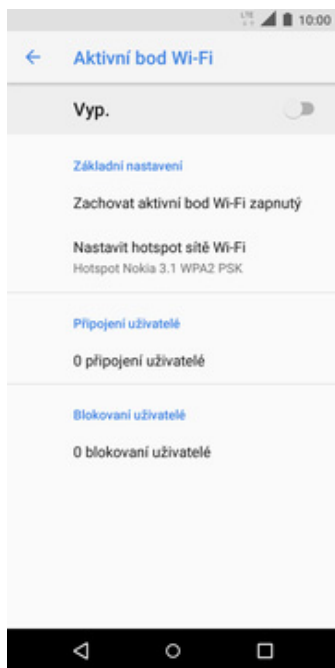 LTE 10:00
Aktivní bod Wi-Fi
Vyp.
Základní nastavení
Zachovat aktivní bod Wi-Fi zapnutý
Nastavit hotspot sítě Wi-Fi
Hotspot Nokia 3.1 WPA2 PSK
Připojení uživatelé
0 připojení uživatelé
Blokovaní uživatelé
0 blokovaní uživatelé